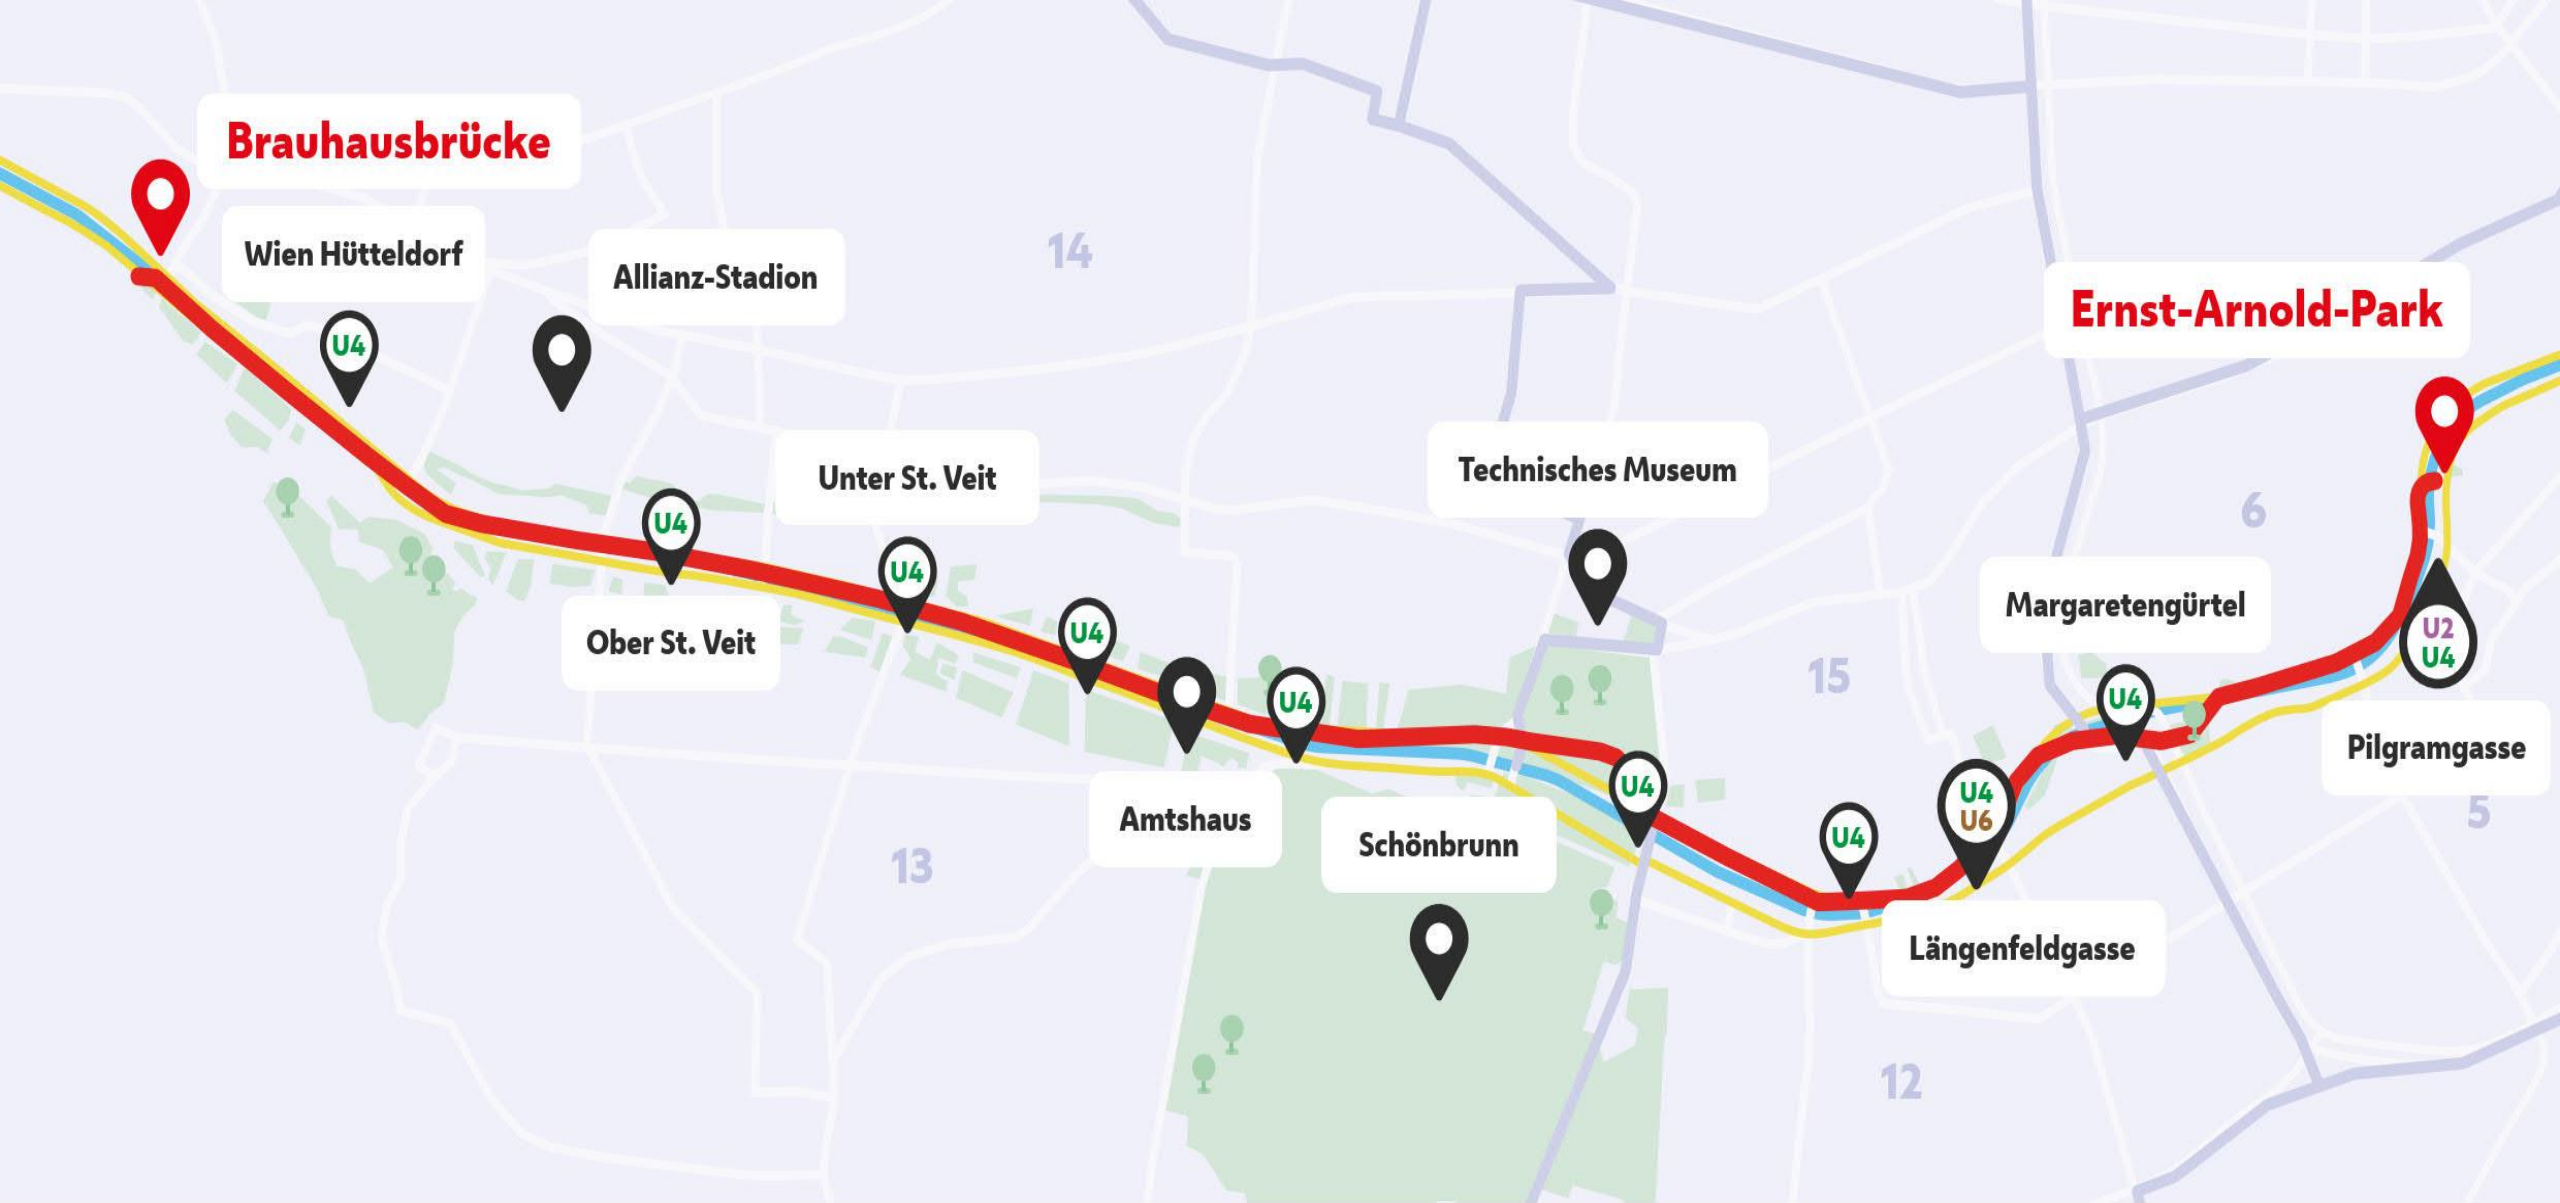 Brauhausbrücke
Wien Hütteldorf
U4
Allianz-Stadion
14
Ernst-Arnold-Park
Unter St. Veit
Technisches Museum
U4
U4
6
Ober St. Veit
U4
Margaretengürtel
U2
U4
15
U4
U4
Pilgramgasse
U4
U4
U6
U4
5
Amtshaus
Schönbrunn
13
Längenfeldgasse
12